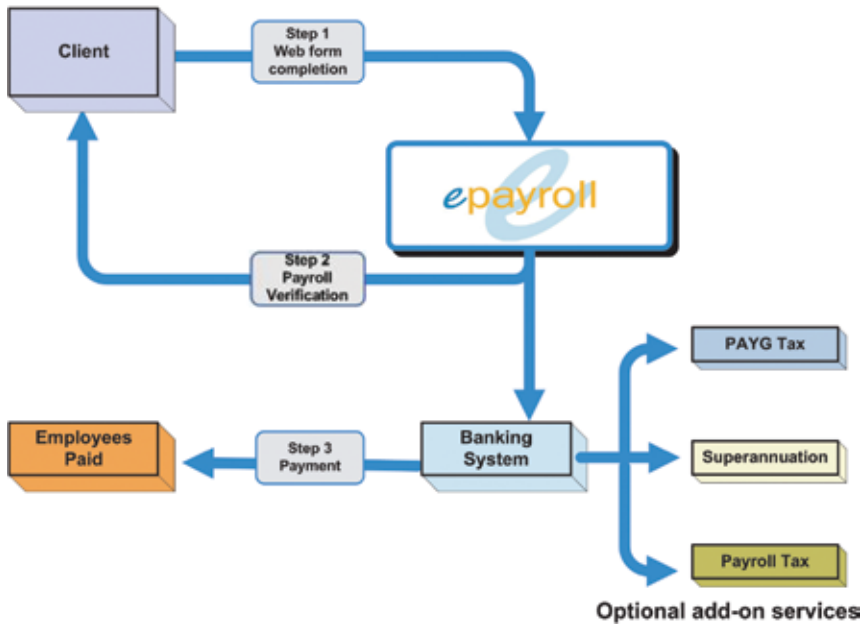 Client
Step 1
Web form
completion
epayroll
Step 2
Payroll
Verification
PAYG Tax
Employees
Paid
Step 3
Payment
Banking
System
Superannuation
Payroll Tax
Optional add-on services